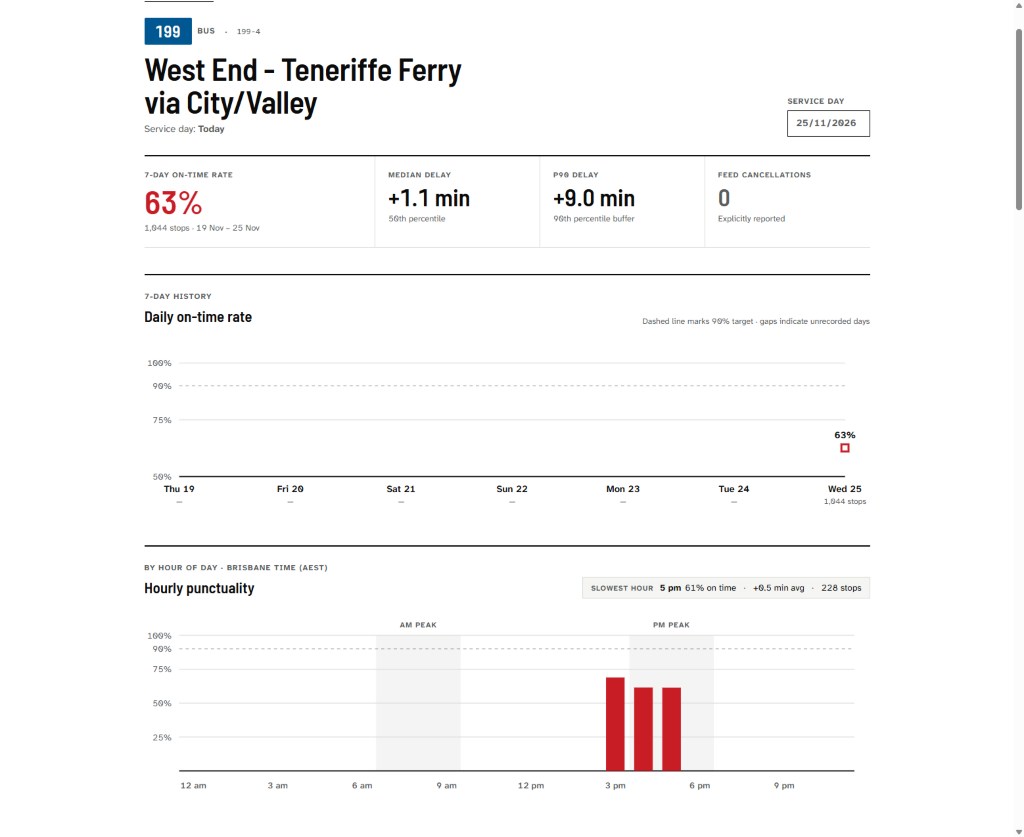 199 BUS · 199-4
West End - Teneriffe Ferry
via City/Valley
Service day: Today
SERVICE DAY
25/11/2026
7-DAY ON-TIME RATE
63%
1,044 stops · 19 Nov – 25 Nov
MEDIAN DELAY
+1.1 min
50th percentile
P90 DELAY
+9.0 min
90th percentile buffer
FEED CANCELLATIONS
0
Explicitly reported
7-DAY HISTORY
Daily on-time rate
Dashed line marks 90% target · gaps indicate unrecorded days
100%
90%
75%
63%
50%
Thu 19 Fri 20 Sat 21 Sun 22 Mon 23 Tue 24 Wed 25
— — — — — — 1,044 stops
BY HOUR OF DAY · BRISBANE TIME (AEST)
Hourly punctuality
SLOWEST HOUR 5 pm 61% on time · +0.5 min avg · 228 stops
AM PEAK PM PEAK
100%
90%
75%
50%
25%
12 am 3 am 6 am 9 am 12 pm 3 pm 6 pm 9 pm